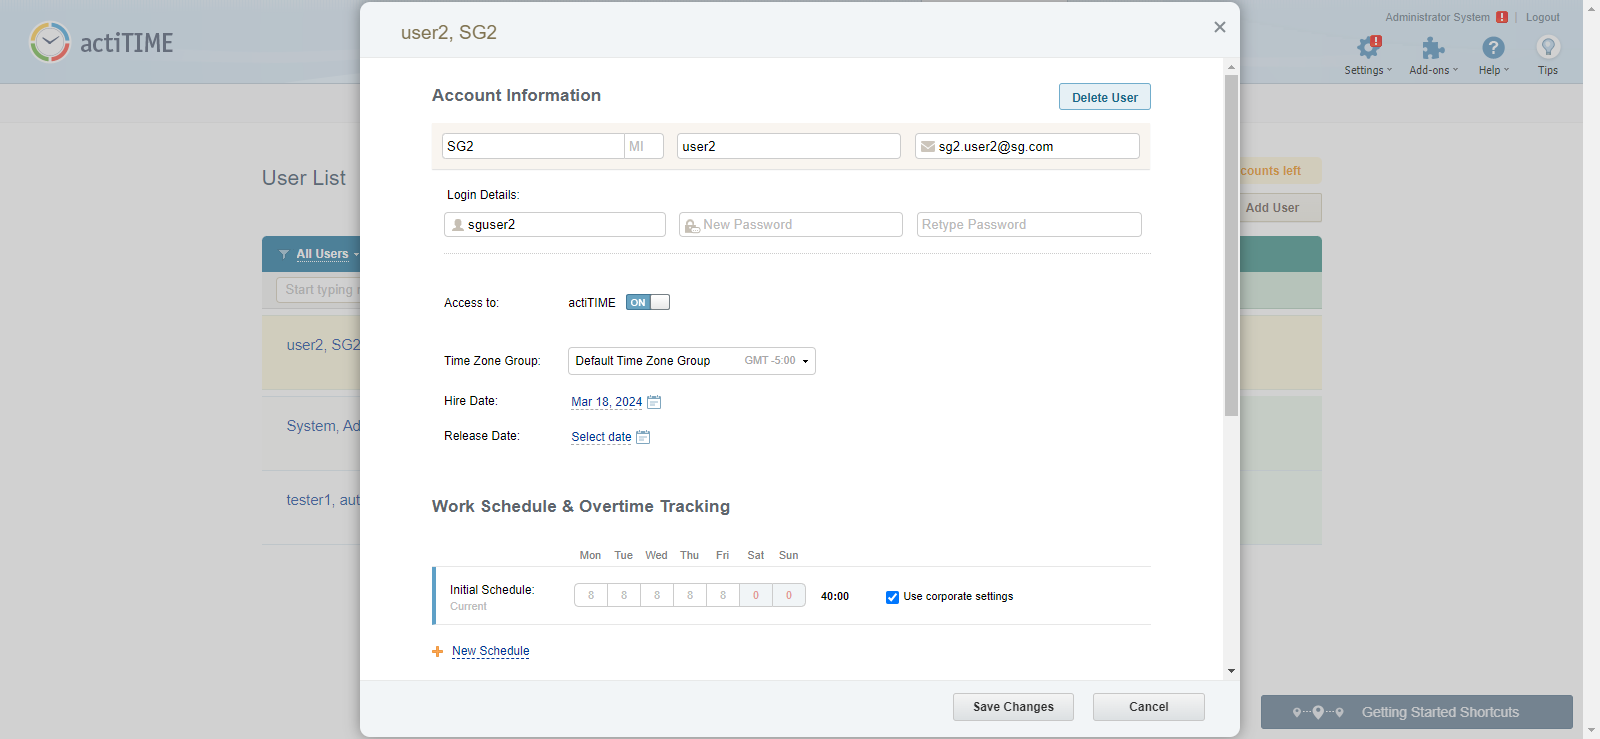 actiTIME
Administrator System ! | Logout
Settings
Add-ons
Help
Tips
User List
counts left
Add User
All Users
Start typing
user2, SG2
System, Ad
tester1, aut
user2, SG2
Account Information
Delete User
SG2
MI
user2
sg2.user2@sg.com
Login Details:
sguser2
New Password
Retype Password
Access to:
actiTIME
ON
Time Zone Group:
Default Time Zone Group
GMT -5:00
Hire Date:
Mar 18, 2024
Release Date:
Select date
Work Schedule & Overtime Tracking
Mon Tue Wed Thu Fri Sat Sun
Initial Schedule:
Current
8 8 8 8 8 0 0
40:00
Use corporate settings
New Schedule
Save Changes
Cancel
Getting Started Shortcuts